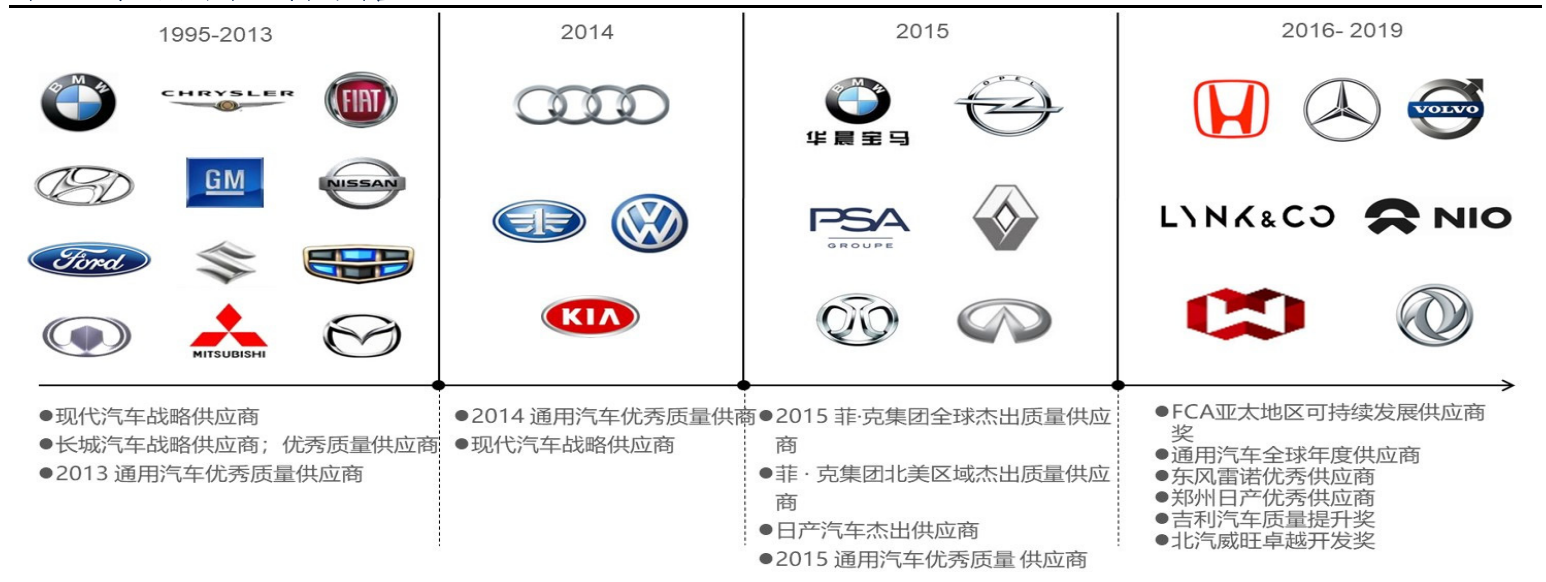 1995-2013
2014
2015
2016- 2019
BMW
CHRYSLER
FIAT
GM
NISSAN
Ford
MITSUBISHI
KIA
BMW
华晨宝马
OPEL
PSA
GROUPE
VOLVO
LYNK&CO
NIO
●现代汽车战略供应商
●长城汽车战略供应商；优秀质量供应商
●2013 通用汽车优秀质量供应商
●2014 通用汽车优秀质量供商
●现代汽车战略供应商
●2015 菲·克集团全球杰出质量供应
商
●菲 · 克集团北美区域杰出质量供应
商
●日产汽车杰出供应商
●2015 通用汽车优秀质量 供应商
●FCA亚太地区可持续发展供应商
奖
●通用汽车全球年度供应商
●东风雷诺优秀供应商
●郑州日产优秀供应商
●吉利汽车质量提升奖
●北汽威旺卓越开发奖